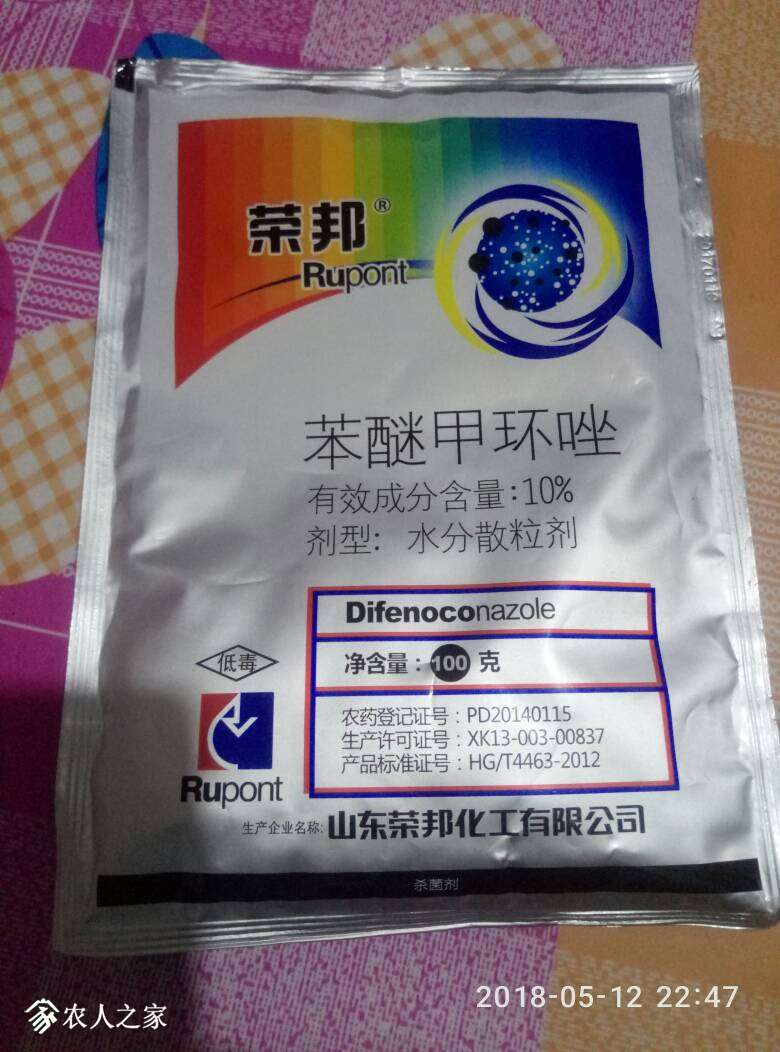 荣邦®
Rupont
苯醚甲环唑
有效成分含量:10%
剂型: 水分散粒剂
Difenoconazole
净含量:100 克
低毒
农药登记证号:PD20140115
生产许可证号:XK13-003-00837
产品标准证号:HG/T4463-2012
Rupont
生产企业名称:山东荣邦化工有限公司
杀菌剂
2018-05-12 22:47
农人之家